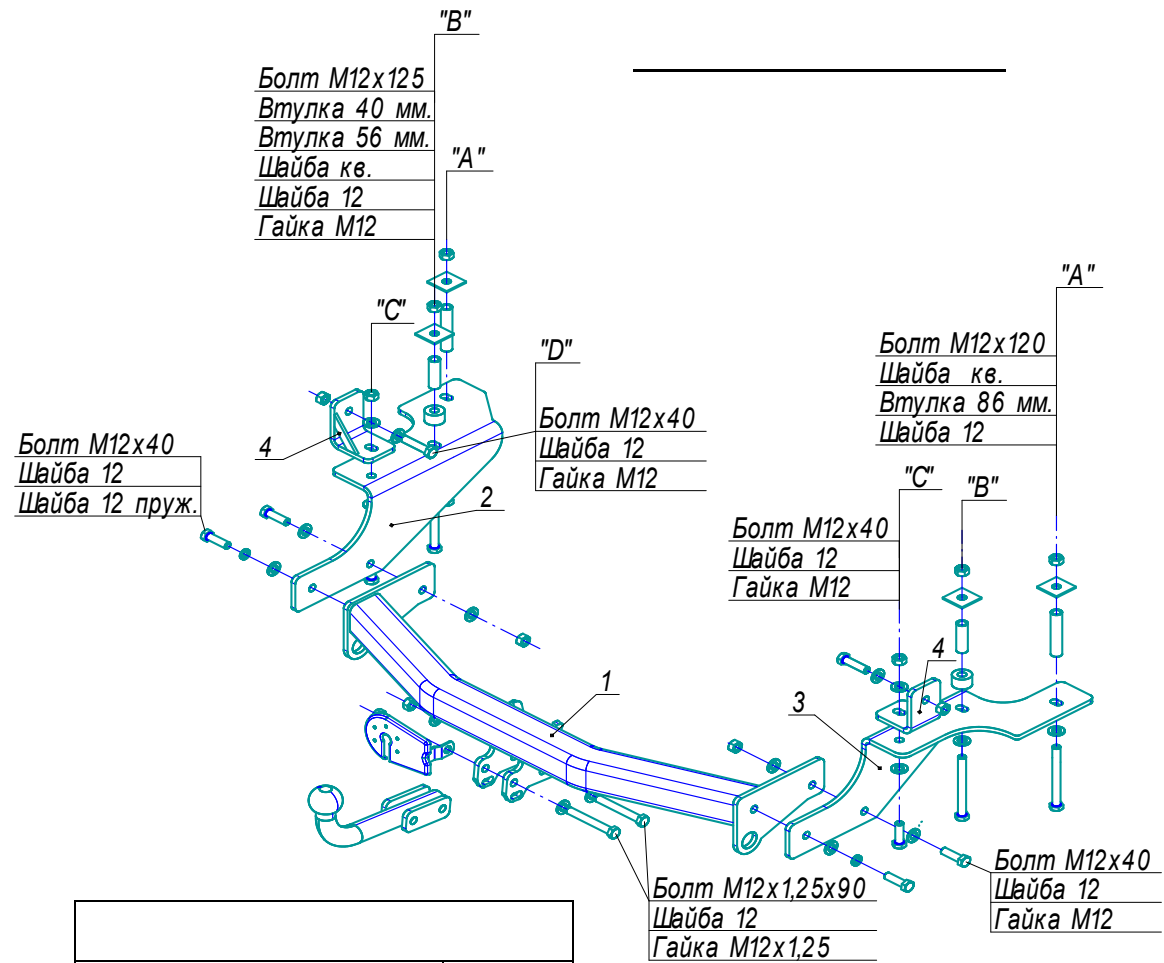 "B"
Болт М12х125
Втулка 40 мм.
Втулка 56 мм.
Шайба кв.
Шайба 12
Гайка М12
"A"
"C"
"D"
Болт М12х40
Шайба 12
Гайка М12
4
Болт М12х40
Шайба 12
Шайба 12 пруж.
2
"A"
Болт М12х120
Шайба кв.
Втулка 86 мм.
Шайба 12
"C"
"B"
Болт М12х40
Шайба 12
Гайка М12
4
3
1
Болт М12х1,25х90
Шайба 12
Гайка М12х1,25
Болт М12х40
Шайба 12
Гайка М12